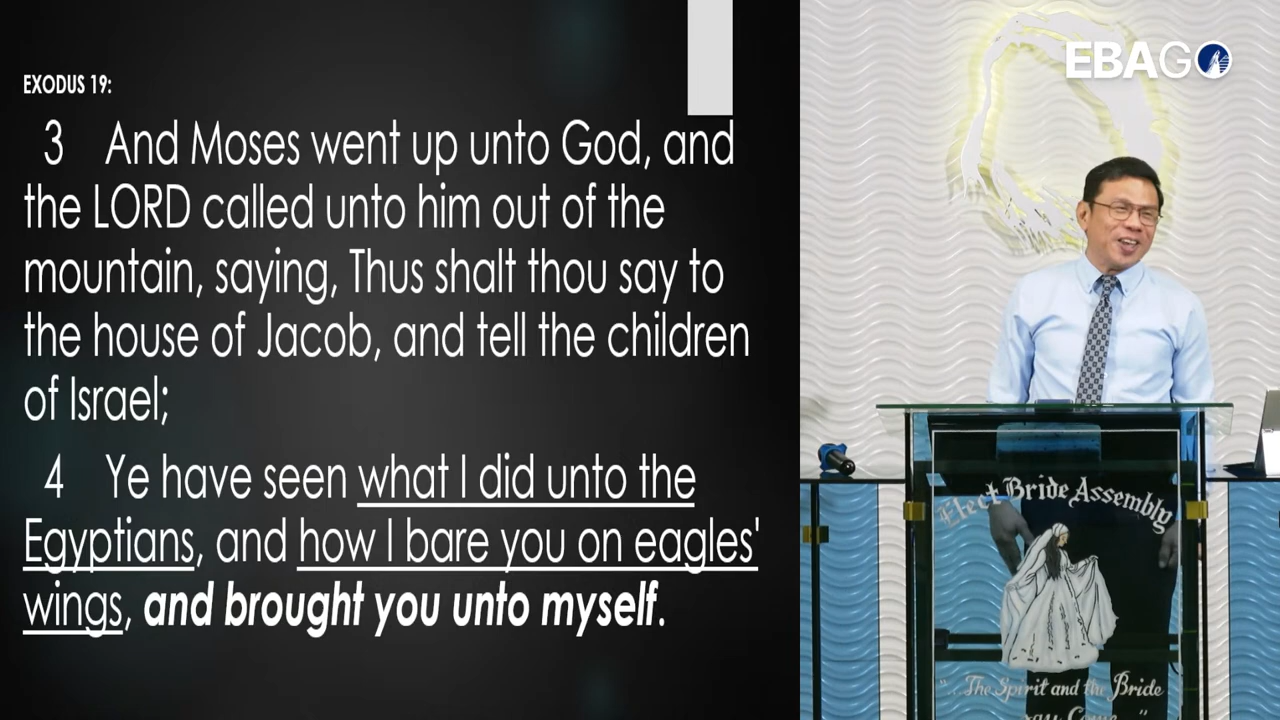 EXODUS 19:
3 And Moses went up unto God, and
the LORD called unto him out of the
mountain, saying, Thus shalt thou say to
the house of Jacob, and tell the children
of Israel;
4 Ye have seen what I did unto the
Egyptians, and how I bare you on eagles'
wings, and brought you unto myself.
EBAGO
Elect Bride Assembly
"...The Spirit and the Bride
say Come..."